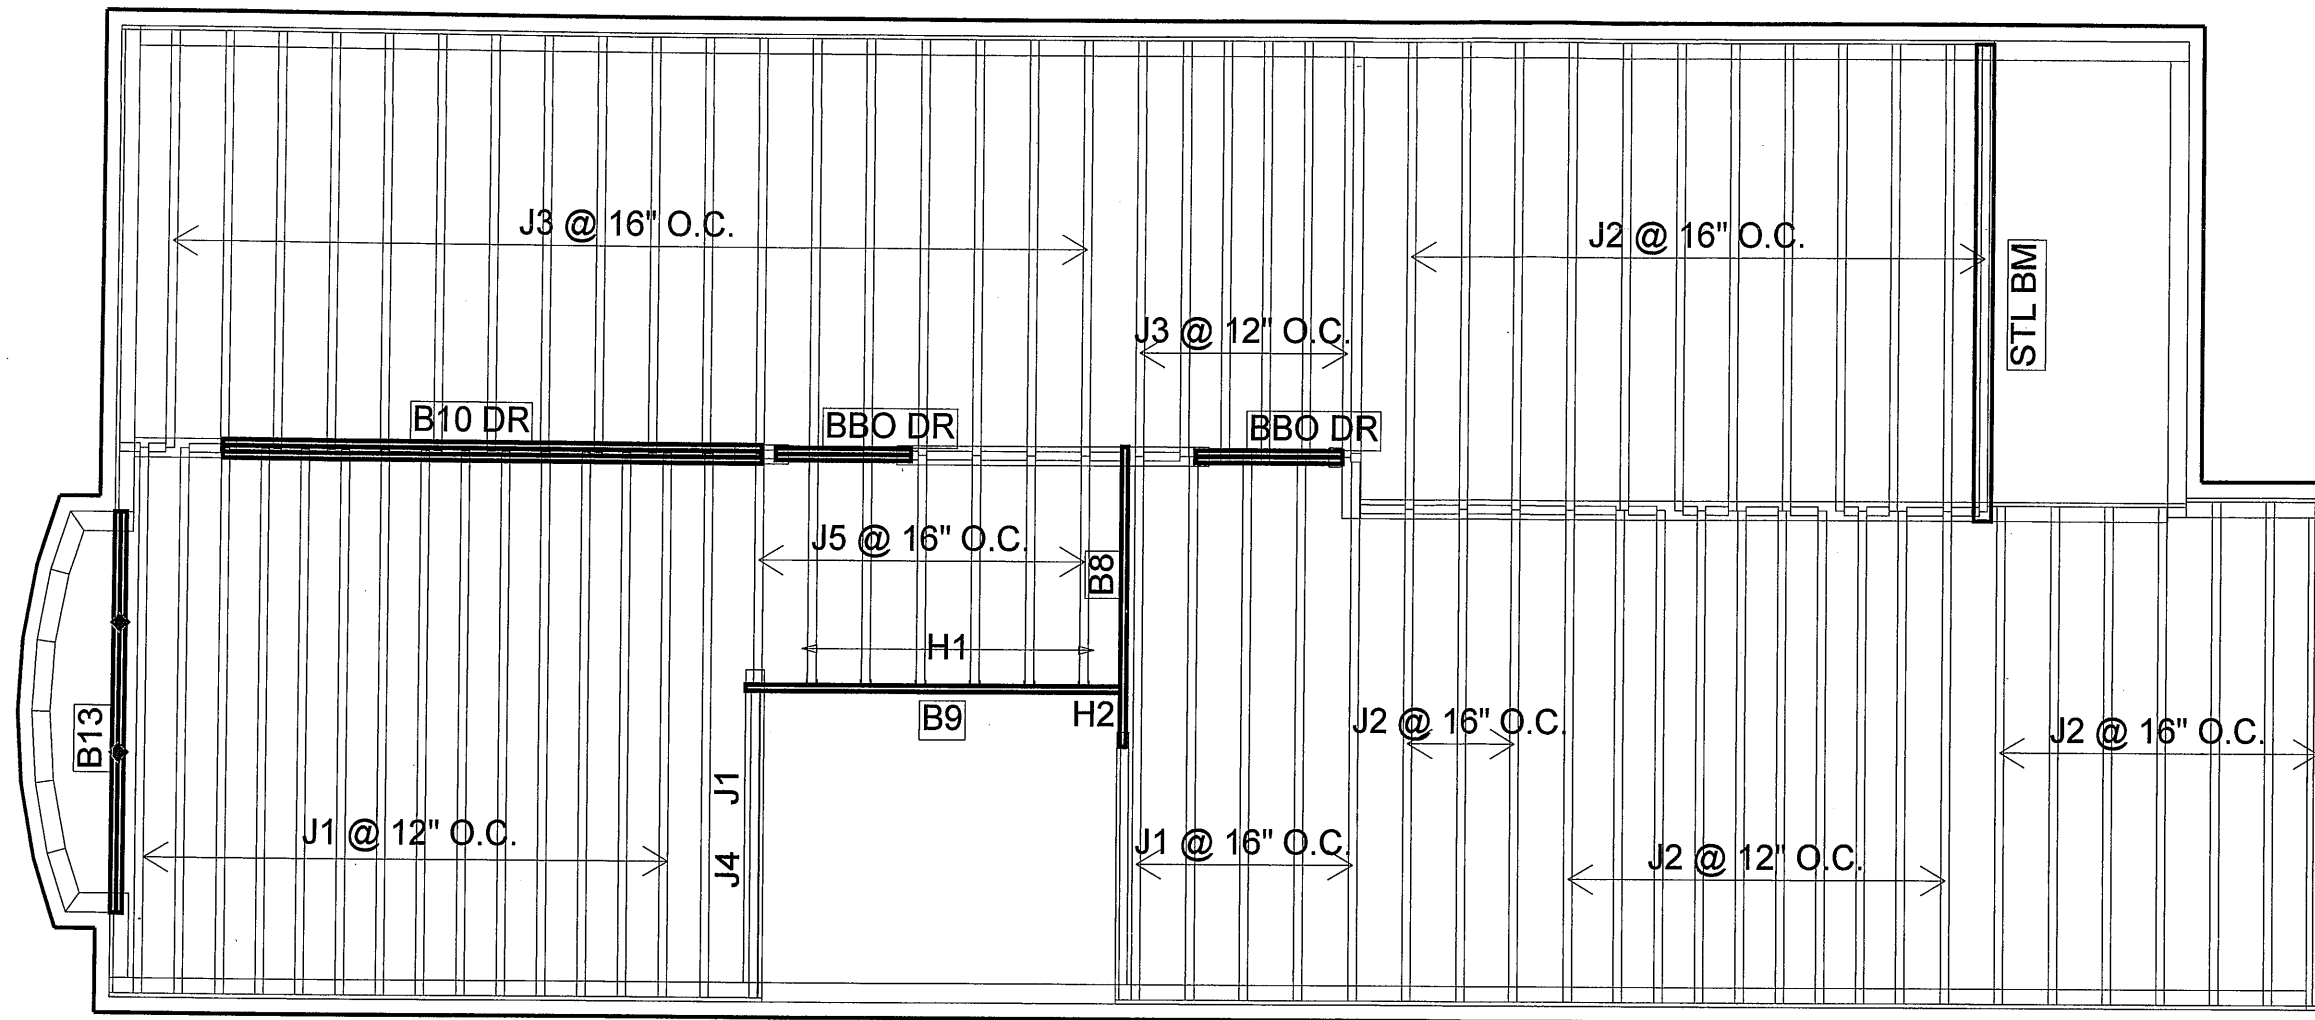 J3 @ 16" O.C.
J2 @ 16" O.C.
STL BM
J3 @ 12" O.C.
B10 DR
BBO DR
BBO DR
J5 @ 16" O.C.
B8
H1
B13
B9
H2
J2 @ 16" O.C.
J2 @ 16" O.C.
J1
J1 @ 12" O.C.
J4
J1 @ 16" O.C.
J2 @ 12" O.C.